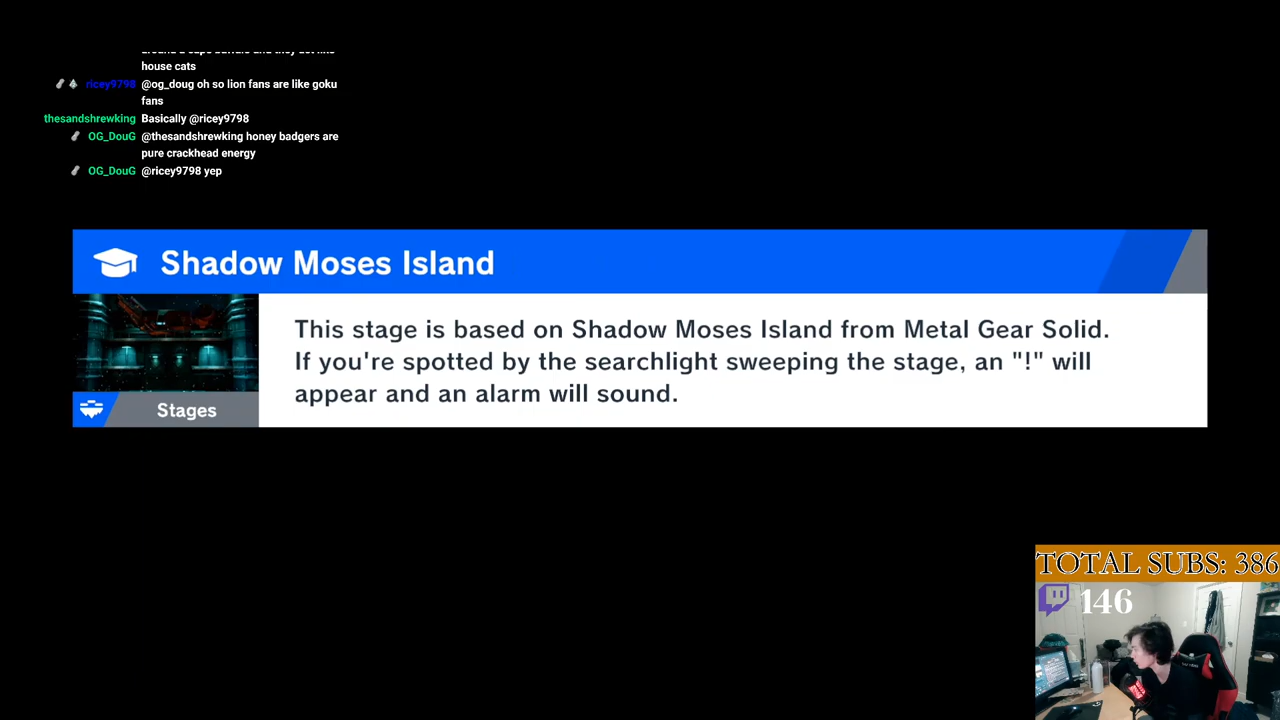 house cats
ricey9798 @og_doug oh so lion fans are like goku
fans
thesandshrewking Basically @ricey9798
OG_DouG @thesandshrewking honey badgers are
pure crackhead energy
OG_DouG @ricey9798 yep
Shadow Moses Island
This stage is based on Shadow Moses Island from Metal Gear Solid.
If you're spotted by the searchlight sweeping the stage, an "!" will
appear and an alarm will sound.
Stages
TOTAL SUBS: 386
146